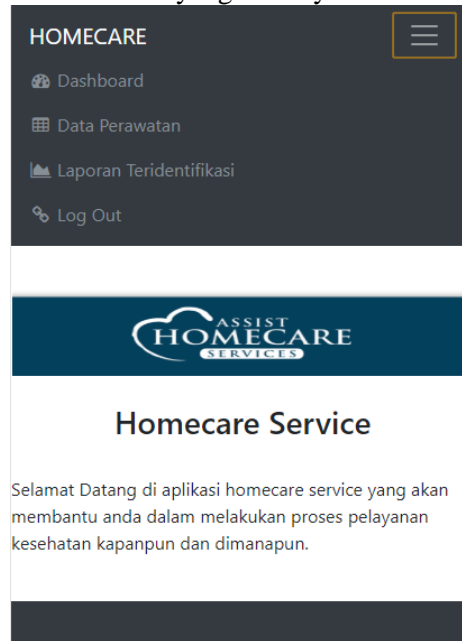 HOMECARE
Dashboard
Data Perawatan
Laporan Teridentifikasi
Log Out
ASSIST
HOMECARE
SERVICES
Homecare Service
Selamat Datang di aplikasi homecare service yang akan
membantu anda dalam melakukan proses pelayanan
kesehatan kapanpun dan dimanapun.